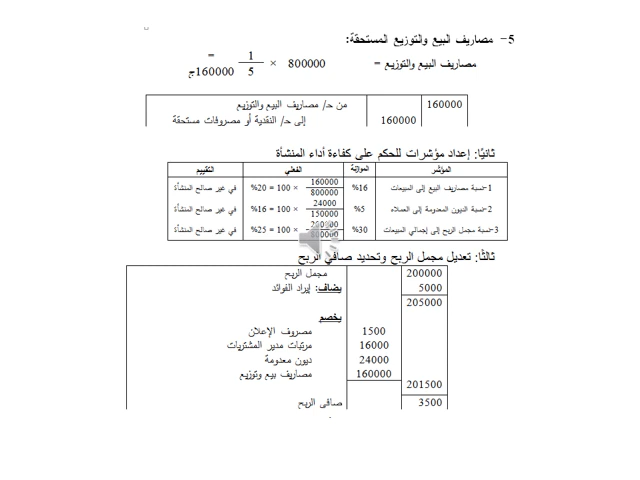 5- مصاريف البيع والتوزيع المستحقة:
مصاريف البيع والتوزيع = 800000 × 1/5 =
160000ج
160000 من حـ/ مصاريف البيع والتوزيع
160000 إلى حـ/ النقدية أو مصروفات مستحقة
ثانيًا: إعداد مؤشرات للحكم على كفاءة أداء المنشأة
المؤشر الموازنة الفعلي التقييم
1-نسبة مصاريف البيع إلى المبيعات %16 160000/800000 × 100 = 20% في غير صالح المنشأة
2-نسبة الديون المعدومة إلى العملاء %5 24000/150000 × 100 = 16% في غير صالح المنشأة
3-نسبة مجمل الربح إلى إجمالي المبيعات %30 200000/800000 × 100 = 25% في غير صالح المنشأة
ثالثًا: تعديل مجمل الربح وتحديد صافي الربح
200000 مجمل الربح
5000 يضاف: إيراد الفوائد
205000
يخصم
1500 مصروف الإعلان
16000 مرتبات مدير المشتريات
24000 ديون معدومة
160000 مصاريف بيع وتوزيع
201500
3500 صافي الربح